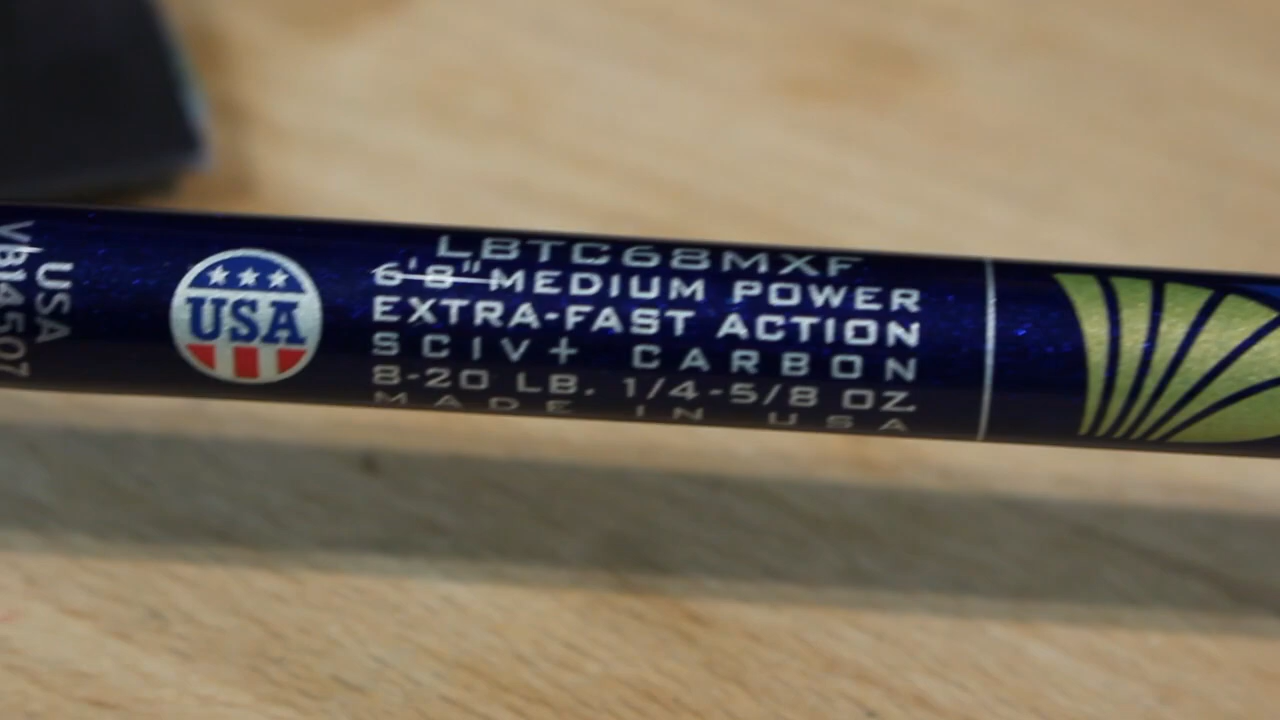 USA
VB14507
USA
LBTC68MXF
6'8" MEDIUM POWER
EXTRA-FAST ACTION
SCIV+ CARBON
8-20 LB. 1/4-5/8 OZ
MADE IN USA